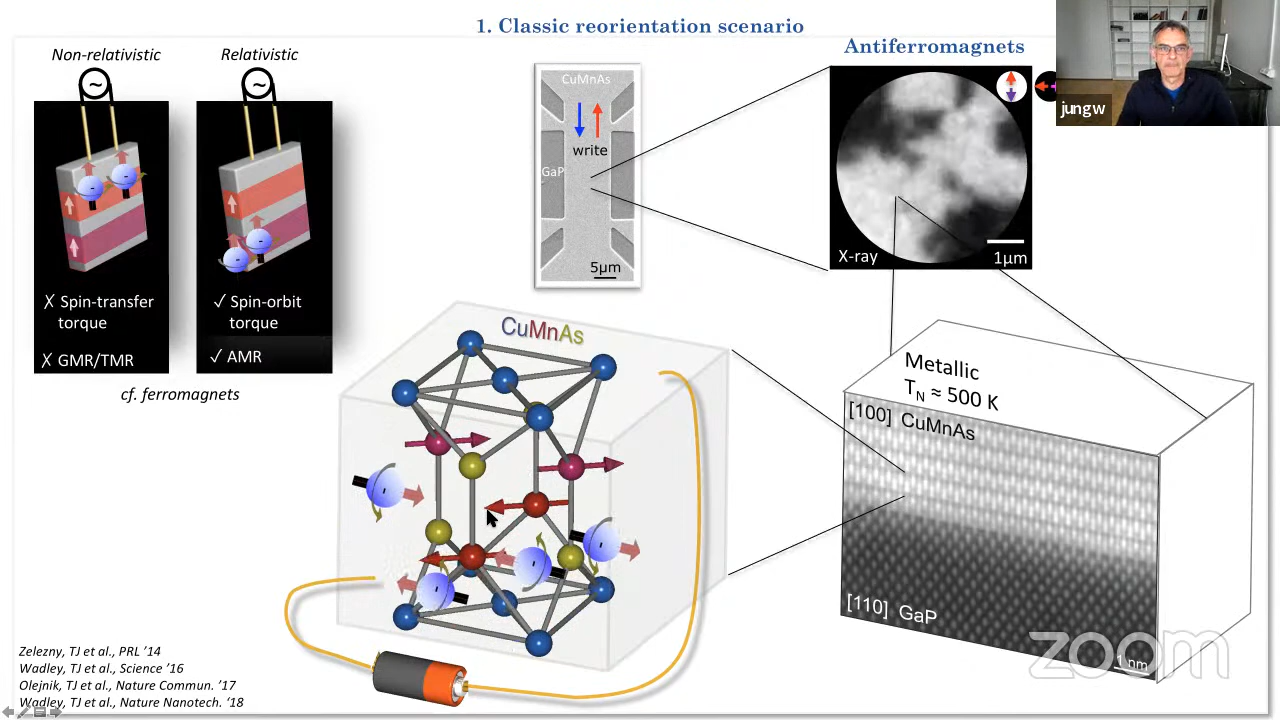 1. Classic reorientation scenario
Non-relativistic
Relativistic
~
~
✗ Spin-transfer
torque
✗ GMR/TMR
✓ Spin-orbit
torque
✓ AMR
cf. ferromagnets
CuMnAs
write
GaP
5μm
Antiferromagnets
X-ray
1μm
jungw
CuMnAs
-
-
-
-
Metallic
TN ≈ 500 K
[100] CuMnAs
[110] GaP
1 nm
zoom
Zelezny, TJ et al., PRL ’14
Wadley, TJ et al., Science ’16
Olejnik, TJ et al., Nature Commun. ’17
Wadley, TJ et al., Nature Nanotech. ‘18